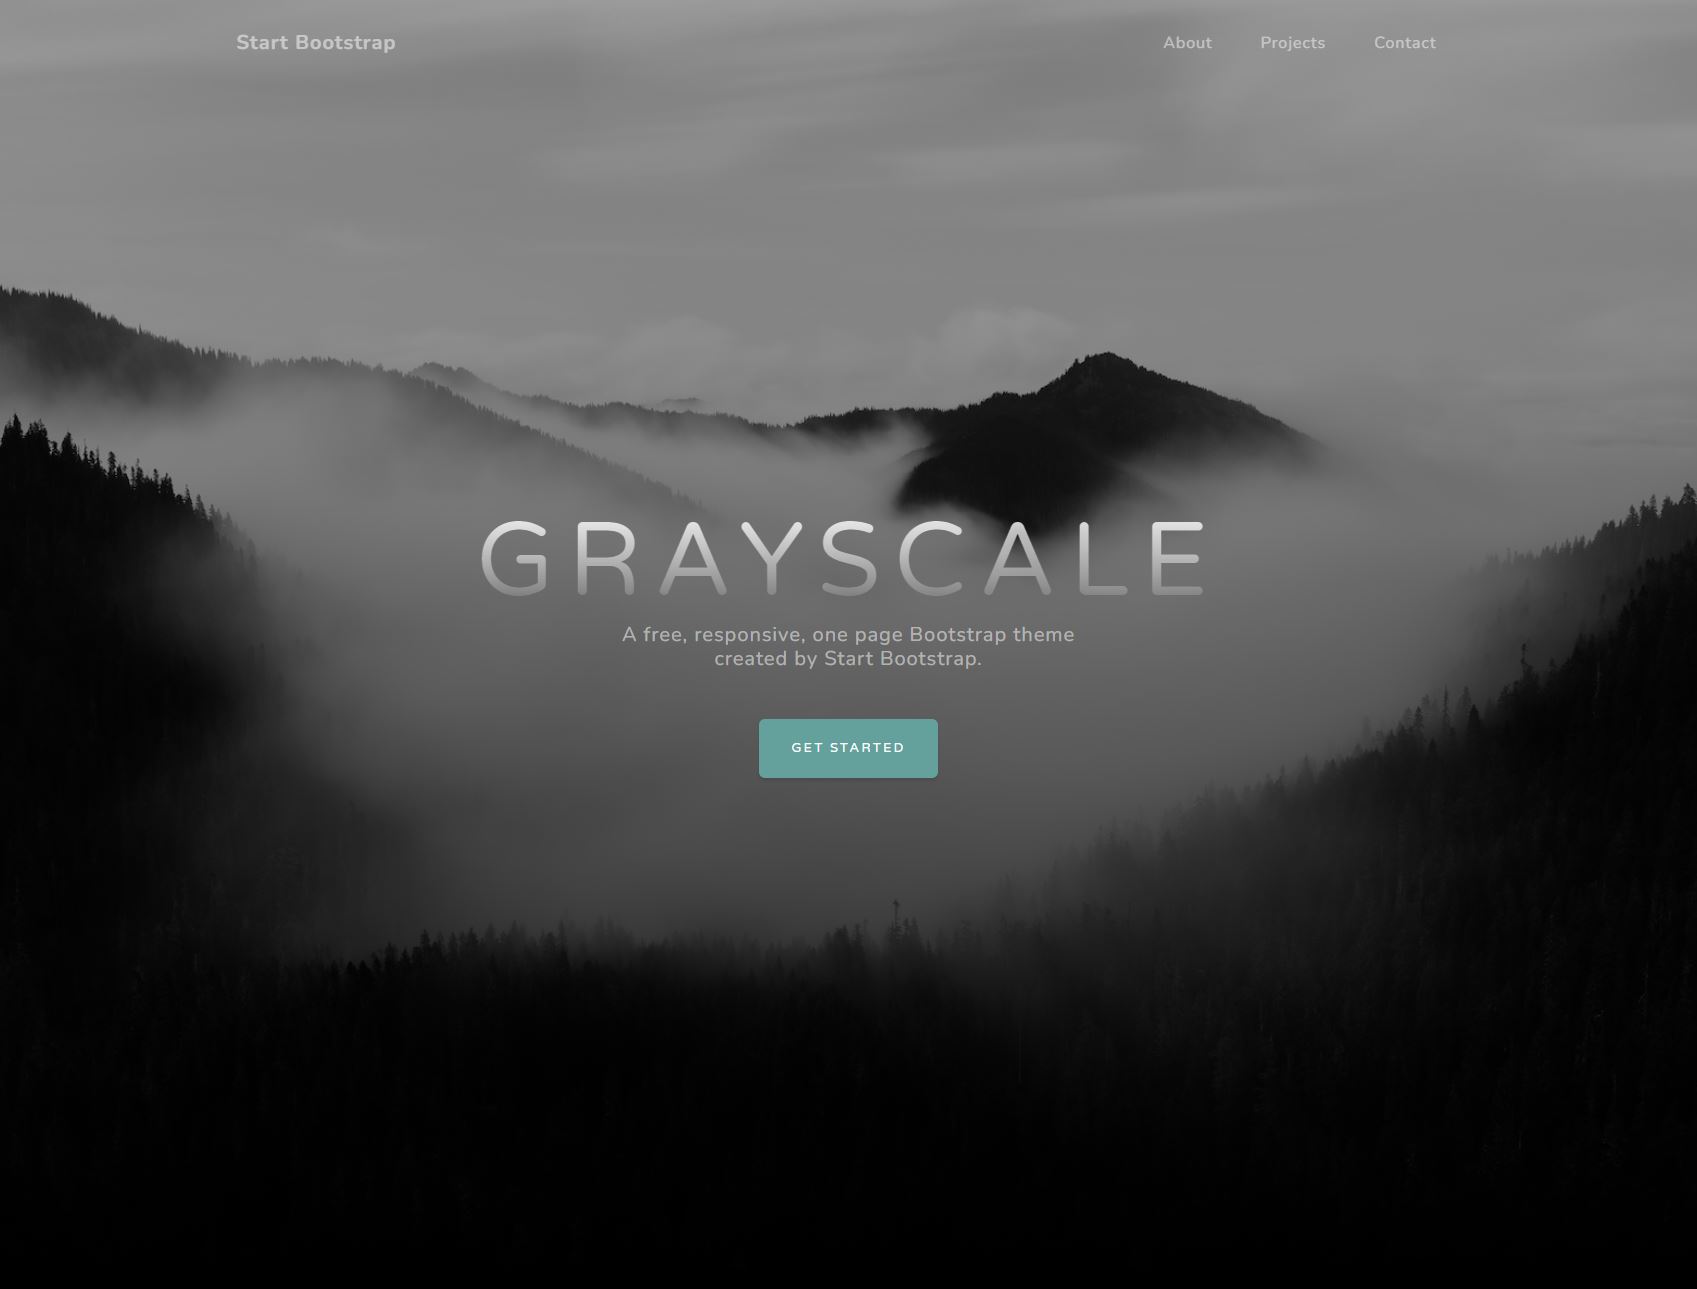 Start Bootstrap
About
Projects
Contact
GRAYSCALE
A free, responsive, one page Bootstrap theme
created by Start Bootstrap.
GET STARTED